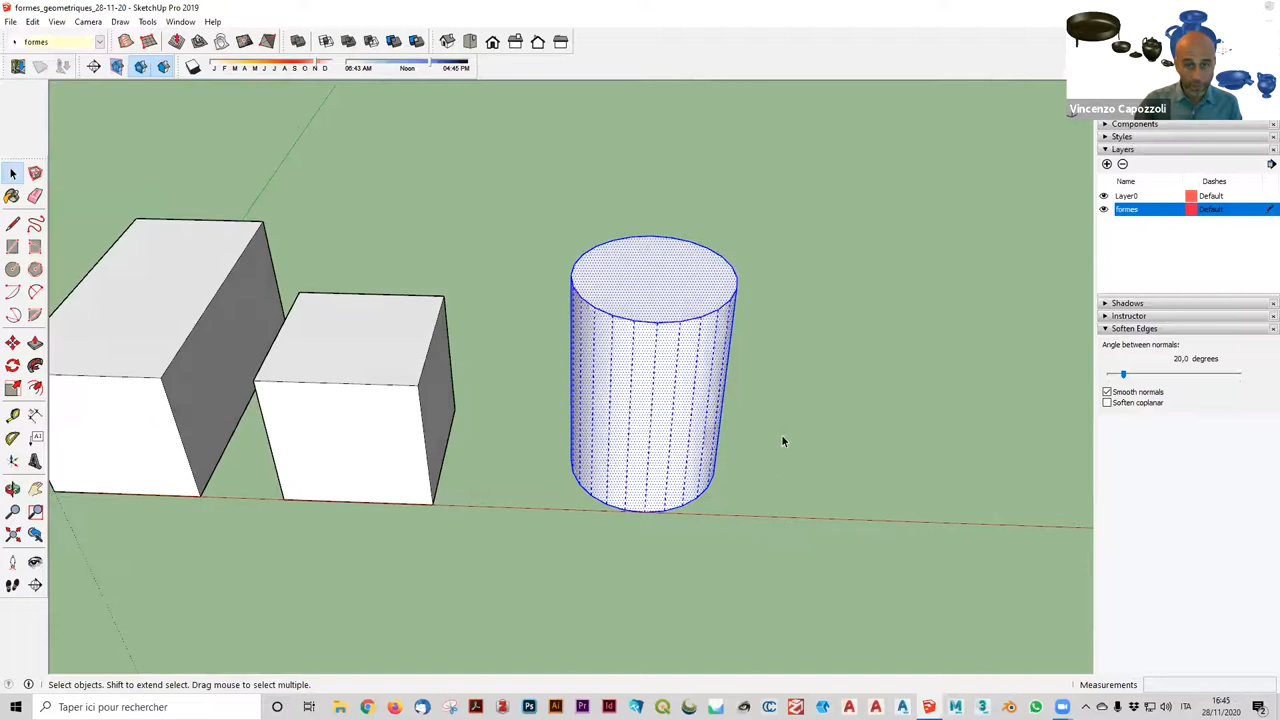 formes_geometriques_28-11-20 - SketchUp Pro 2019
File Edit View Camera Draw Tools Window Help
formes
J F M A M J J A S O N D
06:43 AM Noon 04:45 PM
Vincenzo Capozzoli
Components
Styles
Layers
Name Dashes
Layer0 Default
formes Default
Shadows
Instructor
Soften Edges
Angle between normals:
20,0 degrees
Smooth normals
Soften coplanar
Select objects. Shift to extend select. Drag mouse to select multiple.
Measurements
Taper ici pour rechercher
ITA
16:45
28/11/2020